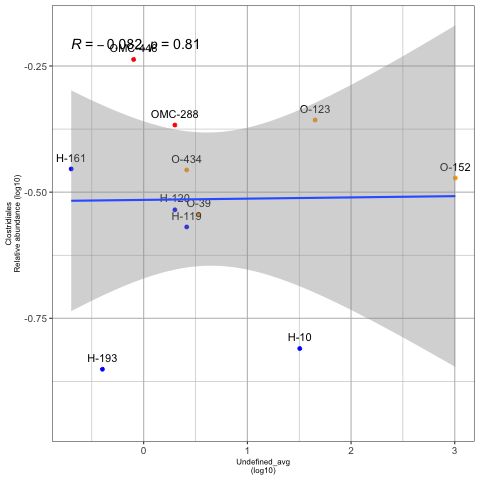 R = − 0.082, p = 0.81
OMC-448
-0.25
O-123
OMC-288
H-161
O-434
O-152
-0.50
H-120
O-39
H-119
-0.75
H-10
H-193
0
1
2
3
Undefined_avg
(log10)
Clostridiales
Relative abundance (log10)